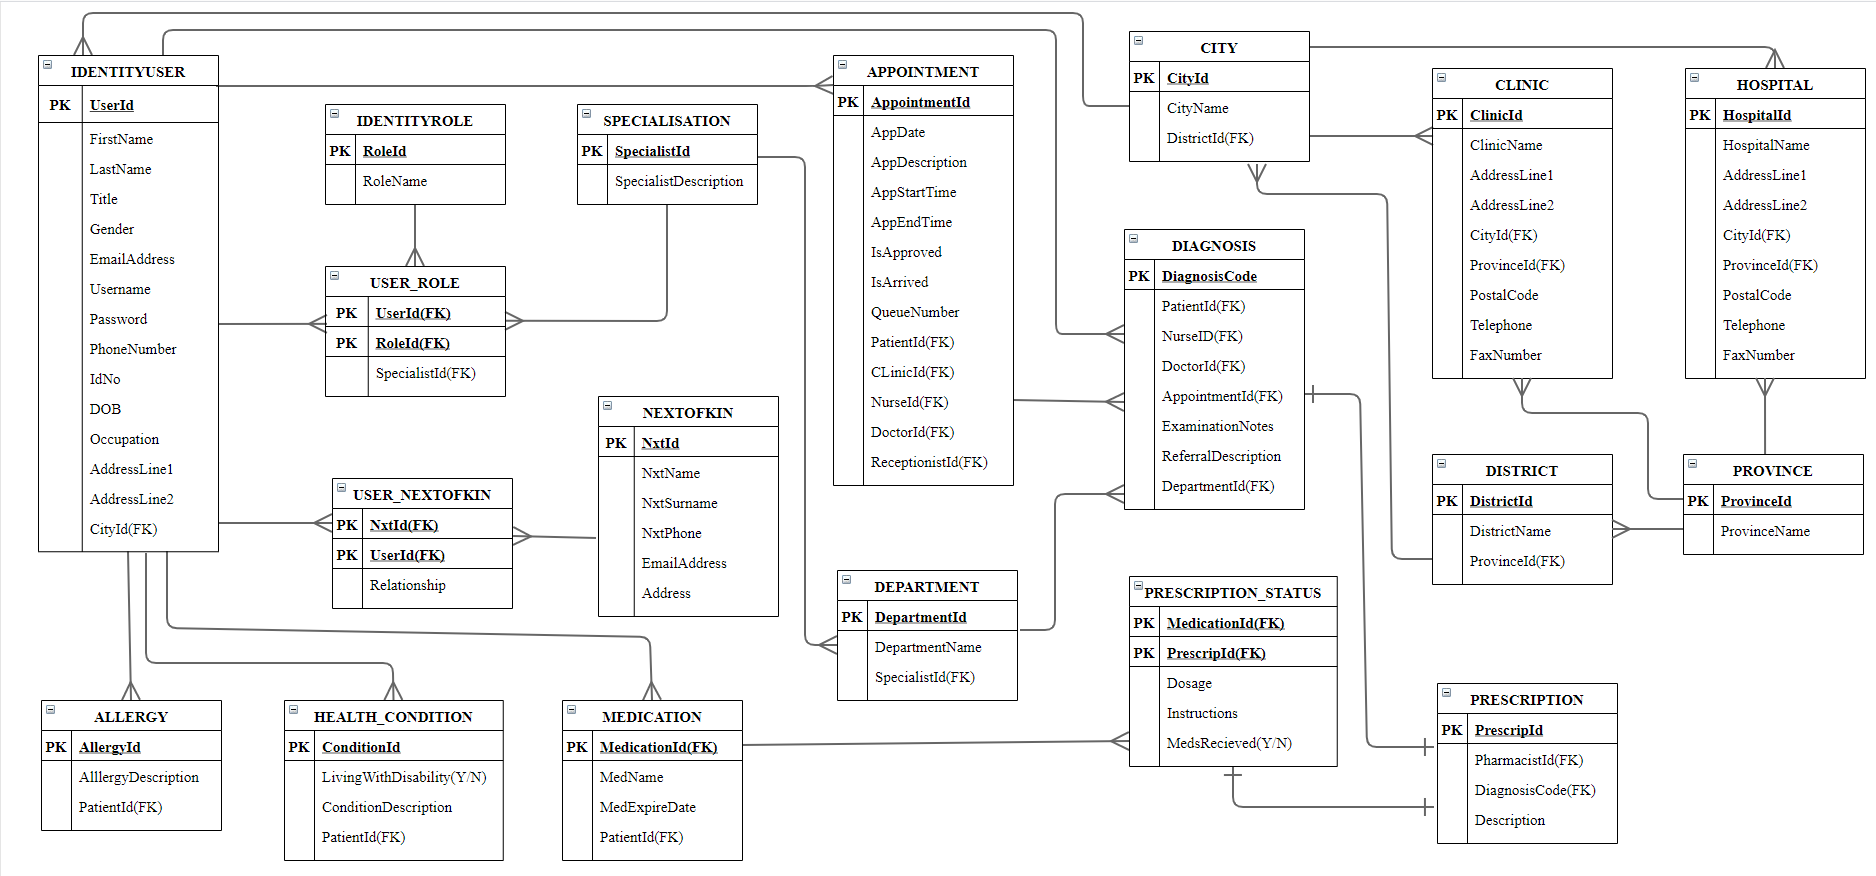 IDENTITYUSER
PK UserId
FirstName
LastName
Title
Gender
EmailAddress
Username
Password
PhoneNumber
IdNo
DOB
Occupation
AddressLine1
AddressLine2
CityId(FK)
IDENTITYROLE
PK RoleId
RoleName
SPECIALISATION
PK SpecialistId
SpecialistDescription
USER_ROLE
PK UserId(FK)
PK RoleId(FK)
SpecialistId(FK)
NEXTOFKIN
PK NxtId
NxtName
NxtSurname
NxtPhone
EmailAddress
Address
USER_NEXTOFKIN
PK NxtId(FK)
PK UserId(FK)
Relationship
APPOINTMENT
PK AppointmentId
AppDate
AppDescription
AppStartTime
AppEndTime
IsApproved
IsArrived
QueueNumber
PatientId(FK)
CLinicId(FK)
NurseId(FK)
DoctorId(FK)
ReceptionistId(FK)
CITY
PK CityId
CityName
DistrictId(FK)
CLINIC
PK ClinicId
ClinicName
AddressLine1
AddressLine2
CityId(FK)
ProvinceId(FK)
PostalCode
Telephone
FaxNumber
HOSPITAL
PK HospitalId
HospitalName
AddressLine1
AddressLine2
CityId(FK)
ProvinceId(FK)
PostalCode
Telephone
FaxNumber
DIAGNOSIS
PK DiagnosisCode
PatientId(FK)
NurseID(FK)
DoctorId(FK)
AppointmentId(FK)
ExaminationNotes
ReferralDescription
DepartmentId(FK)
DISTRICT
PK DistrictId
DistrictName
ProvinceId(FK)
PROVINCE
PK ProvinceId
ProvinceName
DEPARTMENT
PK DepartmentId
DepartmentName
SpecialistId(FK)
PRESCRIPTION_STATUS
PK MedicationId(FK)
PK PrescripId(FK)
Dosage
Instructions
MedsRecieved(Y/N)
PRESCRIPTION
PK PrescripId
PharmacistId(FK)
DiagnosisCode(FK)
Description
ALLERGY
PK AllergyId
AlllergyDescription
PatientId(FK)
HEALTH_CONDITION
PK ConditionId
LivingWithDisability(Y/N)
ConditionDescription
PatientId(FK)
MEDICATION
PK MedicationId(FK)
MedName
MedExpireDate
PatientId(FK)